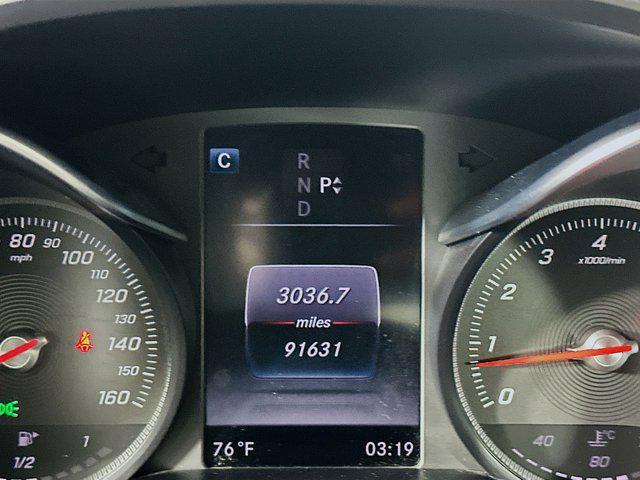 C
R
N P
D
3036.7
miles
91631
76 °F 03:19
80 90 100 110 120 130 140 150 160
mph
1/2 1
0 1 2 3 4
x1000/min
40 °C
80